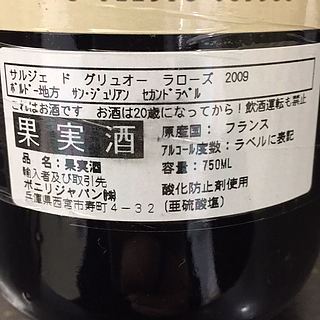 サルジェ ド グリュオー ラローズ 2009
ボルドー地方 サン・ジュリアン セカンドラベル
これはお酒です お酒は20歳になってから!飲酒運転も禁止
果実酒
原産国: フランス
アルコール度数:ラベルに表記
品名:果実酒
容量:750ML
輸入者及び取引先
ボニリジャパン㈱
酸化防止剤使用
兵庫県西宮市寿町4-32
(亜硫酸塩)